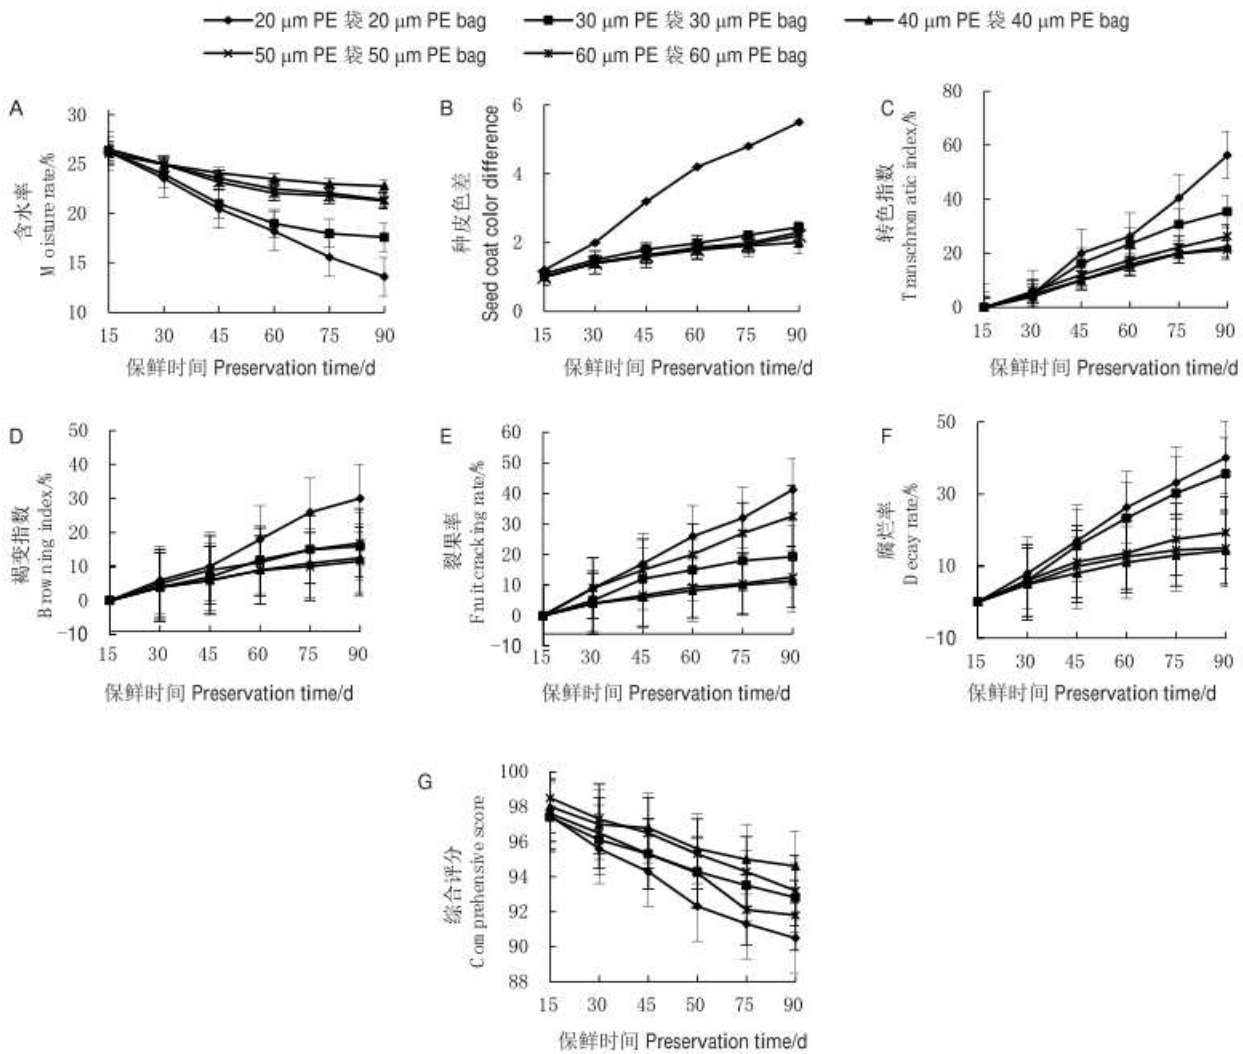 20 μm PE 袋 20 μm PE bag
30 μm PE 袋 30 μm PE bag
40 μm PE 袋 40 μm PE bag
50 μm PE 袋 50 μm PE bag
60 μm PE 袋 60 μm PE bag
A
含水率
Moisture rate/%
30
25
20
15
10
15 30 45 60 75 90
保鲜时间 Preservation time/d
B
种皮色差
Seed coat color difference
6
4
2
0
15 30 45 60 75 90
保鲜时间 Preservation time/d
C
转色指数
Transchromatic index/%
80
60
40
20
0
15 30 45 60 75 90
保鲜时间 Preservation time/d
D
褐变指数
Browning index/%
50
40
30
20
10
0
-10
15 30 45 60 75 90
保鲜时间 Preservation time/d
E
裂果率
Fruit cracking rate/%
60
50
40
30
20
10
0
-10
15 30 45 60 75 90
保鲜时间 Preservation time/d
F
腐烂率
Decay rate/%
50
30
10
-10
15 30 45 60 75 90
保鲜时间 Preservation time/d
G
综合评分
Comprehensive score
100
98
96
94
92
90
88
15 30 45 50 75 90
保鲜时间 Preservation time/d